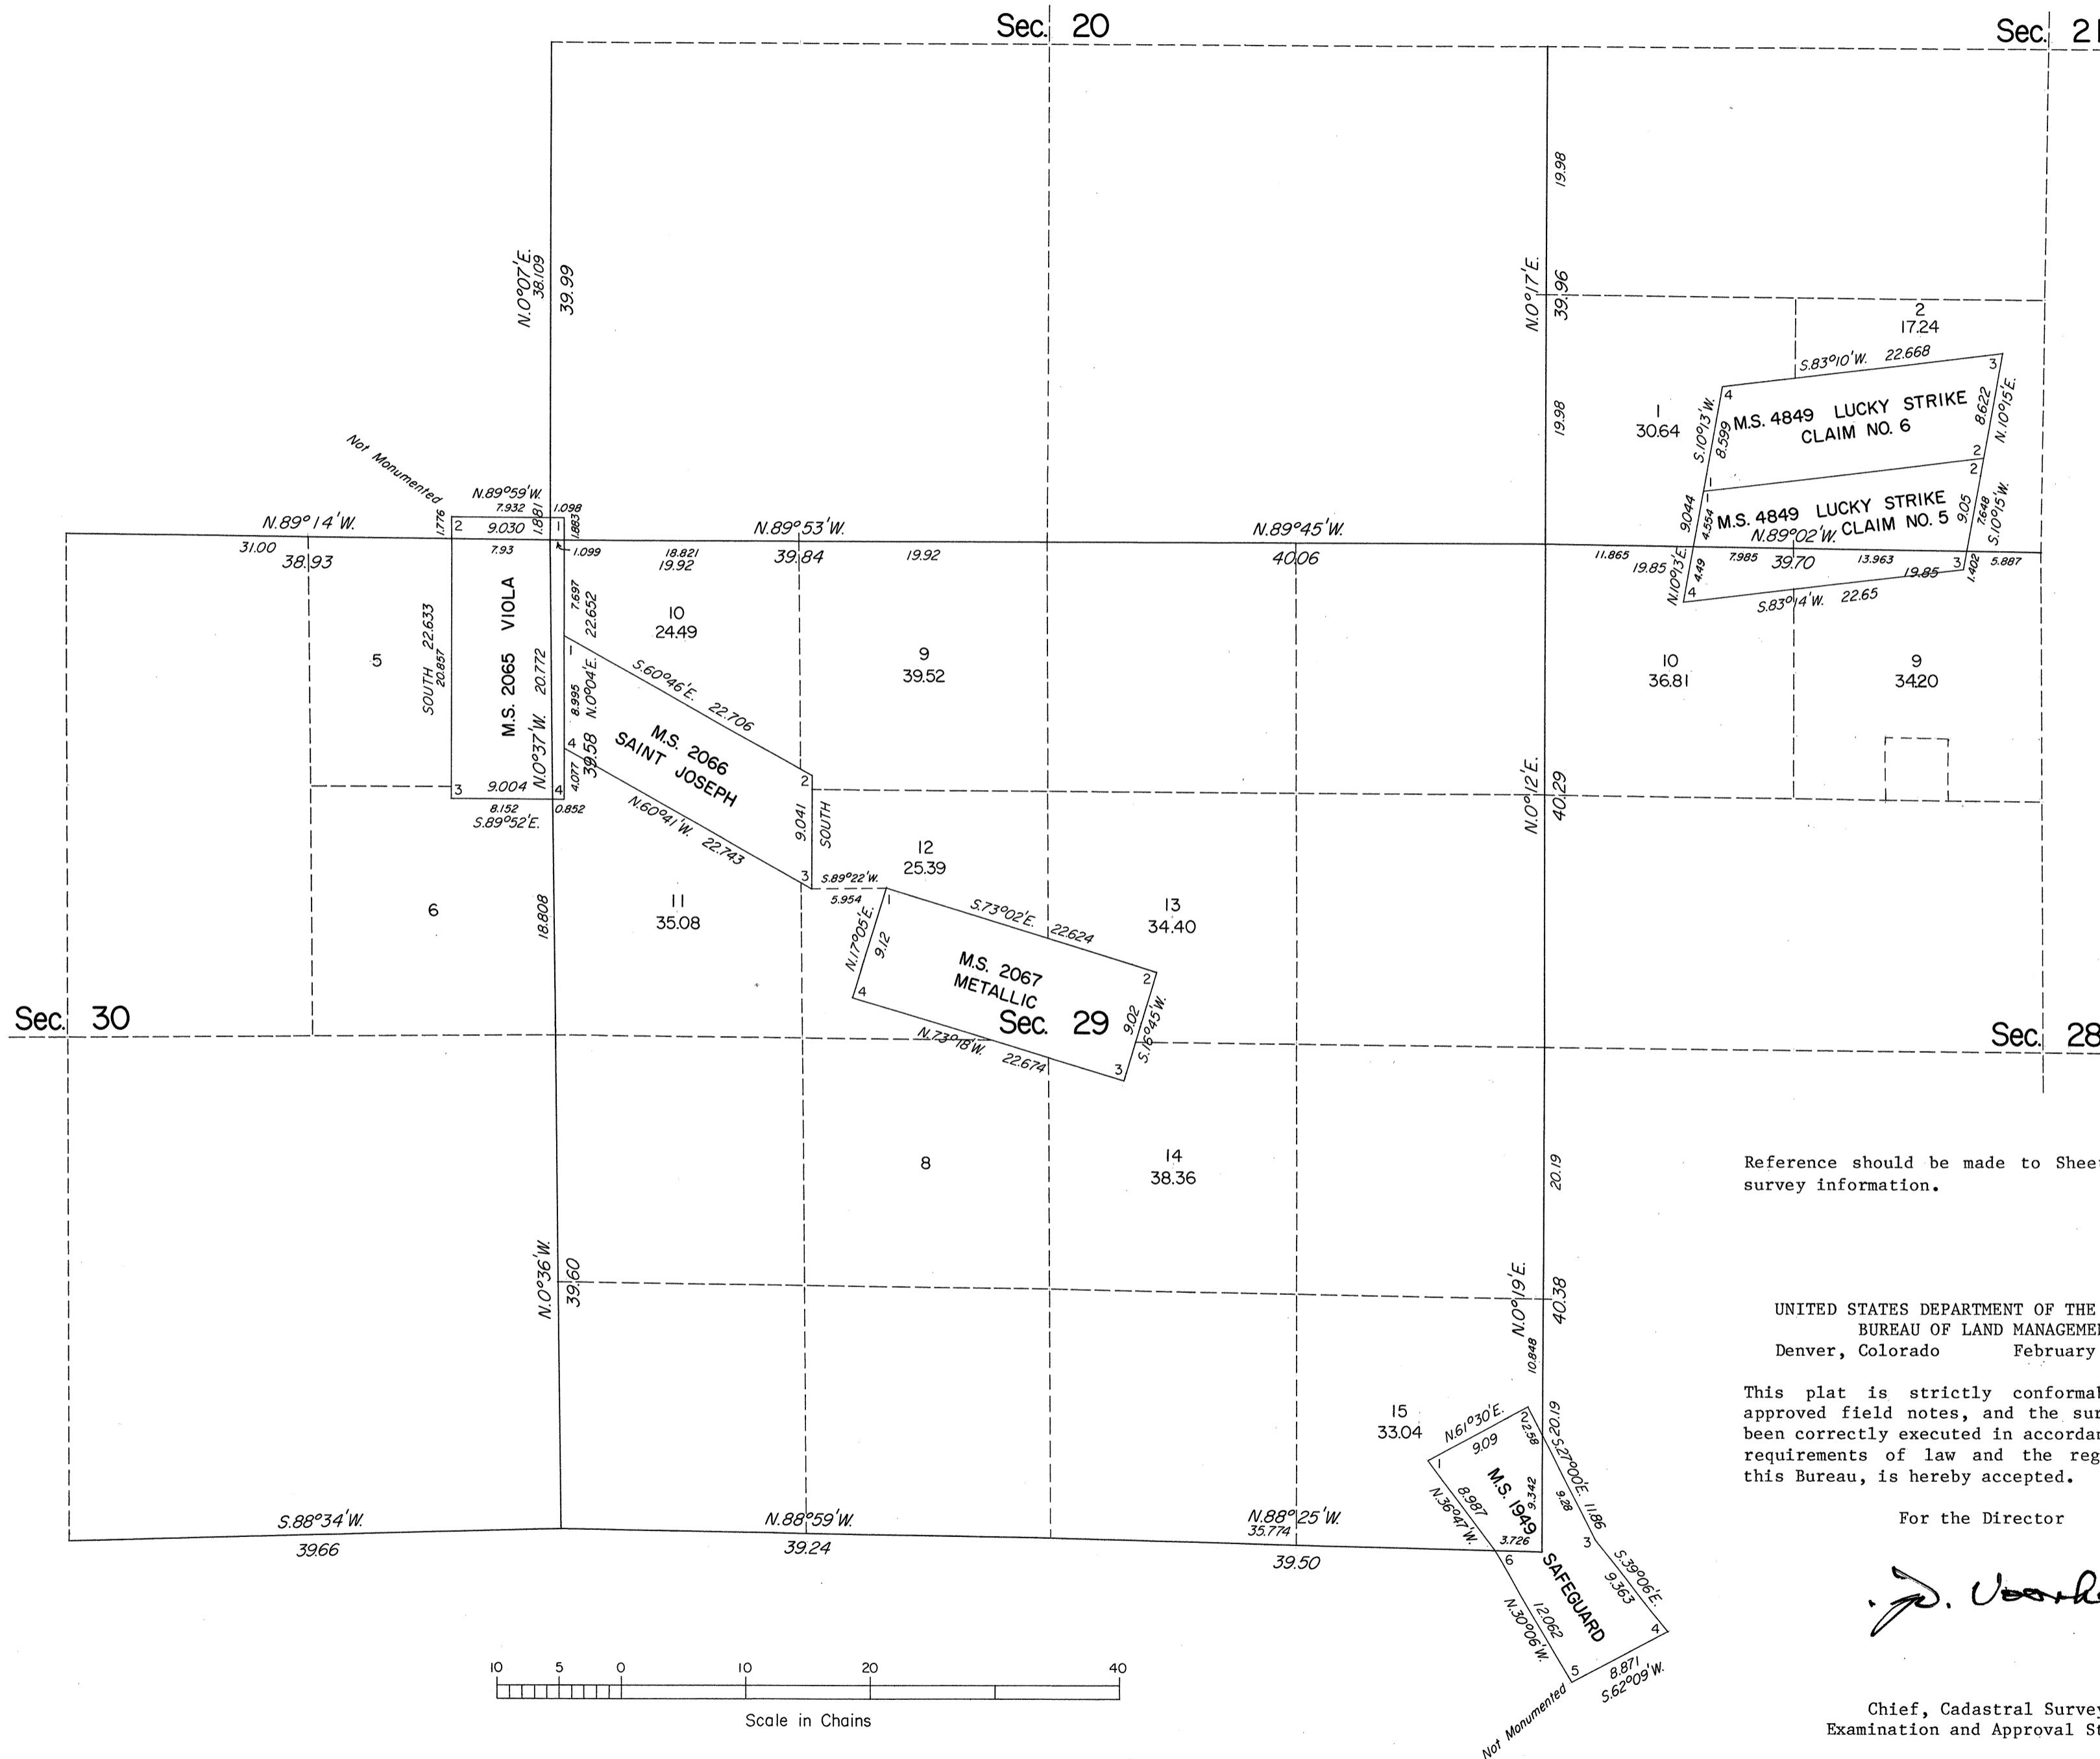 Sec. 20
Sec. 21
19.98
N.0°07'E.
38.109
39.99
N.0°17'E.
39.96
19.98
2
17.24
S.83°10'W. 22.668
3
4
1
30.64
S.10°13'W.
8.599
M.S. 4849 LUCKY STRIKE
CLAIM NO. 6
8.622
N.10°15'E.
2
2
1
1
9.044
4.554
M.S. 4849 LUCKY STRIKE
CLAIM NO. 5
9.05
7.648
S.10°15'W.
Not Monumented
N.89°59'W.
7.932
1.098
1.776
2
9.030
1.881
1
1.883
N.89°14'W.
31.00
38.93
7.93
1.099
N.89°53'W.
18.821
19.92
39.84
19.92
N.89°45'W.
40.06
N.89°02'W.
11.865
19.85
7.985
39.70
13.963
19.85
3
1.402
5.887
N.10°13'E.
4.49
4
S.83°14'W. 22.65
5
SOUTH 22.633
20.857
M.S. 2065 VIOLA
N.0°37'W. 20.772
7.697
22.652
8.995
N.0°04'E.
39.58
4.077
10
24.49
9
39.52
10
36.81
9
34.20
1
S.60°46'E. 22.706
M.S. 2066
SAINT JOSEPH
4
2
9.041
SOUTH
N.60°41'W. 22.743
3
3
9.004
4
8.152
0.852
S.89°52'E.
N.0°12'E.
40.29
12
25.39
S.89°22'W.
5.954
6
18.808
11
35.08
1
S.73°02'E. 22.624
13
34.40
N.17°05'E.
9.12
M.S. 2067
METALLIC
2
4
9.02
S.16°45'W.
N.73°18'W. 22.674
3
Sec. 30
Sec. 29
Sec. 28
8
14
38.36
20.19
N.0°36'W.
39.60
N.0°19'E.
40.38
10.848
15
33.04
N.61°30'E.
9.09
2
2.58
20.19
S.27°00'E. 11.86
9.28
1
M.S. 1949
SAFEGUARD
9.342
8.987
N.36°47'W.
3
3.726
6
S.39°06'E.
9.363
4
12.062
N.30°06'W.
5
8.871
S.62°09'W.
Not Monumented
S.88°34'W.
39.66
N.88°59'W.
39.24
N.88°25'W.
35.774
39.50
10 5 0 10 20 40
Scale in Chains
Reference should be made to Shee
survey information.
UNITED STATES DEPARTMENT OF THE
BUREAU OF LAND MANAGEME
Denver, Colorado February
This plat is strictly conformab
approved field notes, and the sur
been correctly executed in accordan
requirements of law and the reg
this Bureau, is hereby accepted.
For the Director
Chief, Cadastral Survey
Examination and Approval St